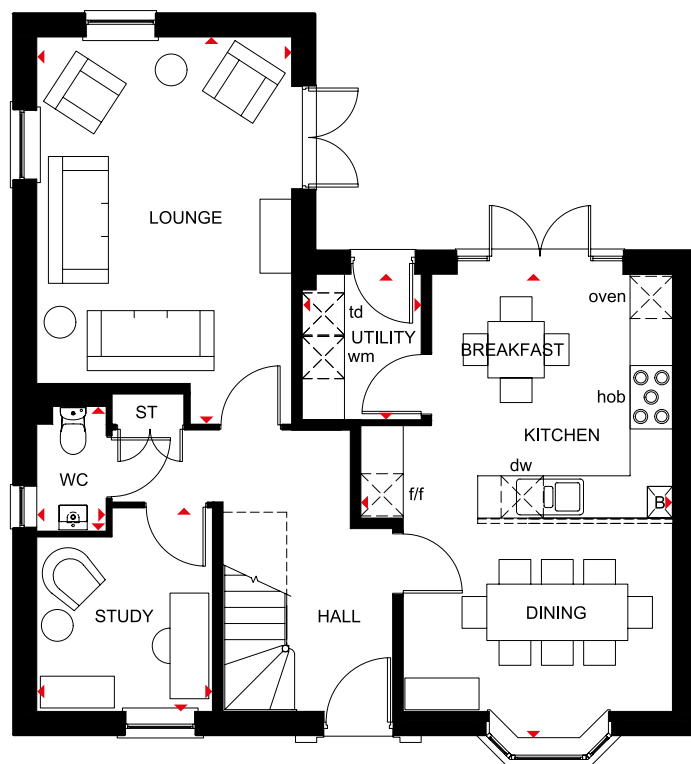 LOUNGE
oven
td
UTILITY
wm
BREAKFAST
hob
ST
KITCHEN
dw
WC
f/f
B
STUDY
HALL
DINING